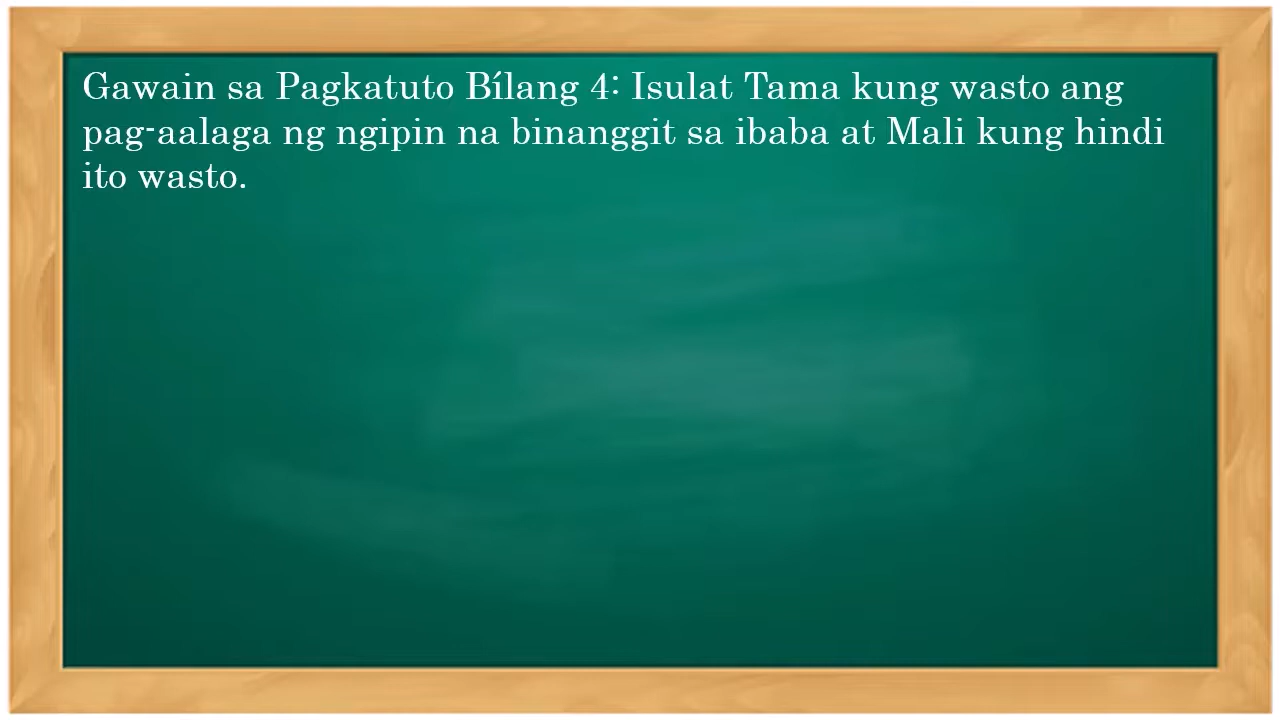 Gawain sa Pagkatuto Bílang 4: Isulat Tama kung wasto ang
pag-aalaga ng ngipin na binanggit sa ibaba at Mali kung hindi
ito wasto.